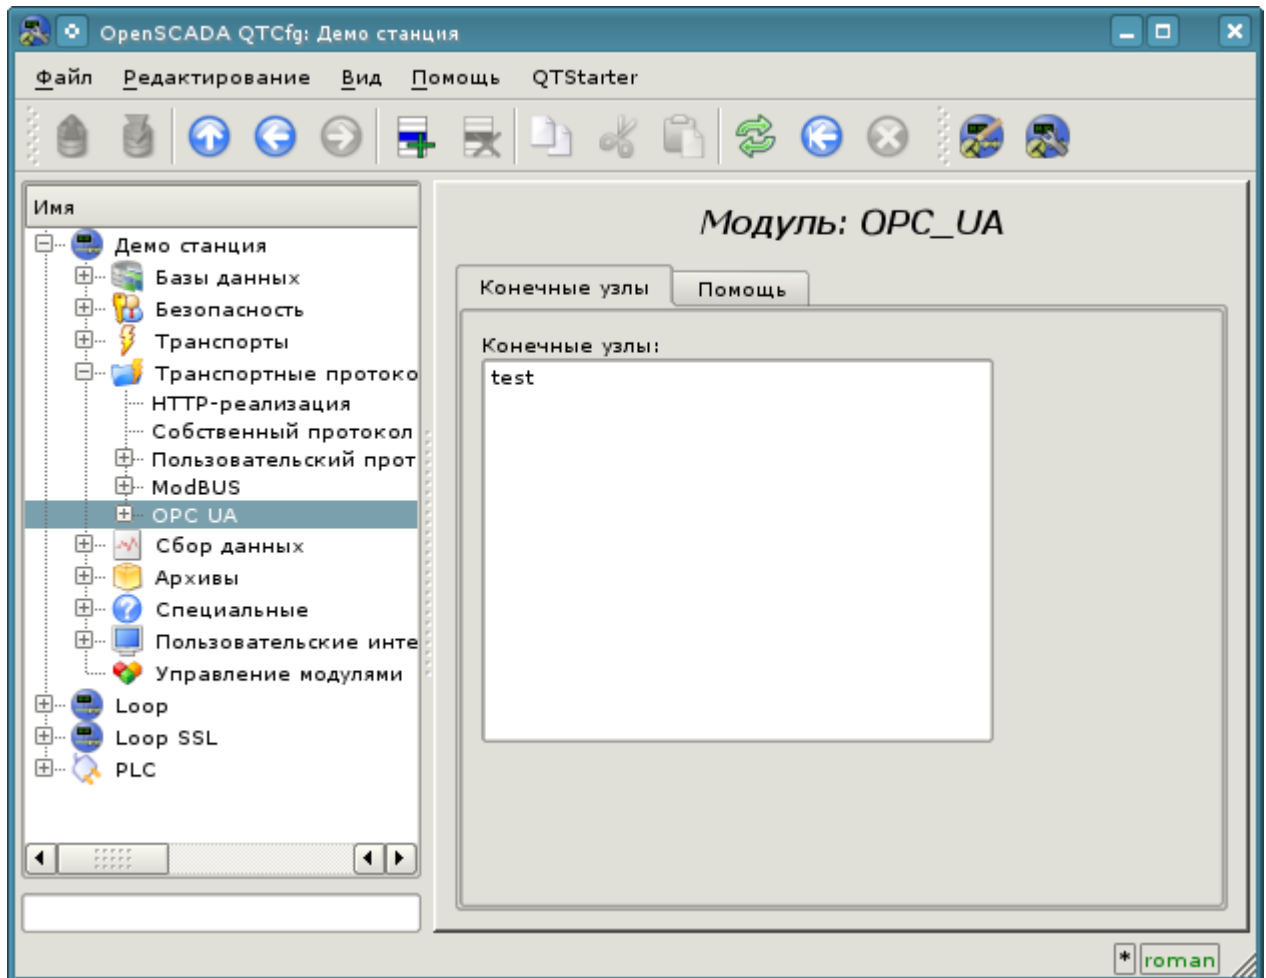 OpenSCADA QTCfg: Демо станция
Файл Редактирование Вид Помощь QTStarter
Имя
Демо станция
Базы данных
Безопасность
Транспорты
Транспортные протоко
HTTP-реализация
Собственный протокол
Пользовательский прот
ModBUS
OPC UA
Сбор данных
Архивы
Специальные
Пользовательские инте
Управление модулями
Loop
Loop SSL
PLC
Модуль: OPC_UA
Конечные узлы Помощь
Конечные узлы:
test
* roman